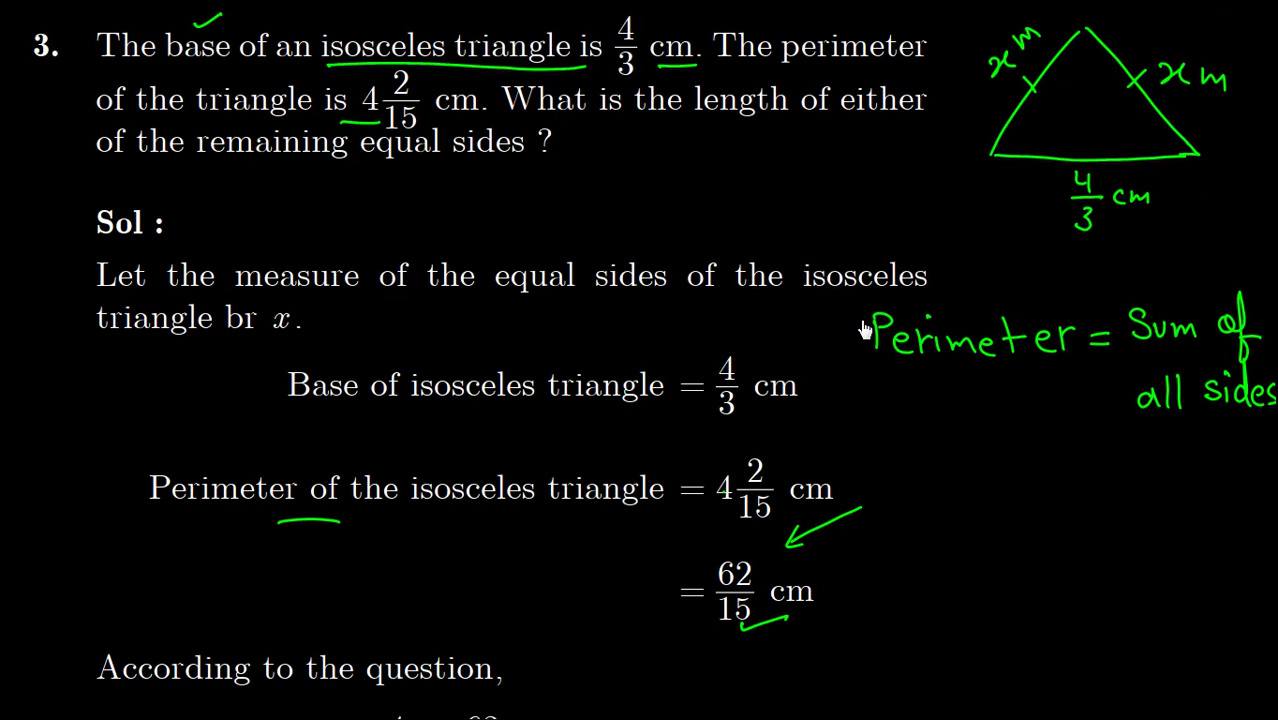 3. The base of an isosceles triangle is 4/3 cm. The perimeter
of the triangle is 4 2/15 cm. What is the length of either
of the remaining equal sides ?
x m
x m
4/3 cm
Sol :
Let the measure of the equal sides of the isosceles
triangle br x.
Perimeter = Sum of
all sides
Base of isosceles triangle = 4/3 cm
Perimeter of the isosceles triangle = 4 2/15 cm
= 62/15 cm
According to the question,